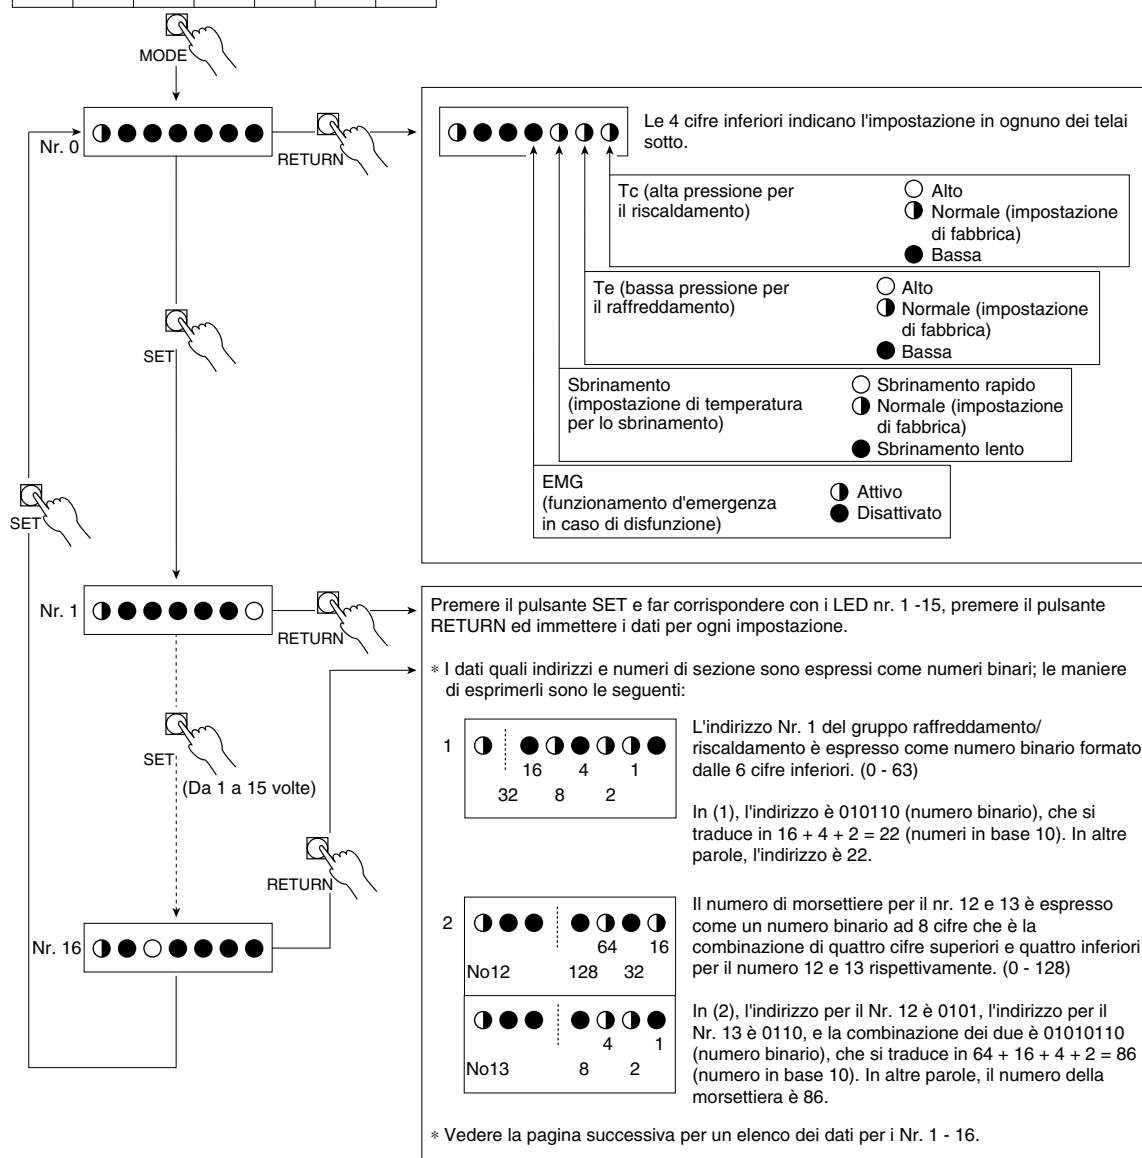 MODE
Nr. 0
RETURN
Le 4 cifre inferiori indicano l'impostazione in ognuno dei telai
sotto.
Tc (alta pressione per
il riscaldamento)
Alto
Normale (impostazione
di fabbrica)
Bassa
Te (bassa pressione per
il raffreddamento)
Alto
Normale (impostazione
di fabbrica)
Bassa
SET
Sbrinamento
(impostazione di temperatura
per lo sbrinamento)
Sbrinamento rapido
Normale (impostazione
di fabbrica)
Sbrinamento lento
EMG
(funzionamento d'emergenza
in caso di disfunzione)
Attivo
Disattivato
SET
Nr. 1
RETURN
Premere il pulsante SET e far corrispondere con i LED nr. 1 -15, premere il pulsante
RETURN ed immettere i dati per ogni impostazione.
* I dati quali indirizzi e numeri di sezione sono espressi come numeri binari; le maniere
di esprimerli sono le seguenti:
SET
(Da 1 a 15 volte)
1
16 4 1
32 8 2
L'indirizzo Nr. 1 del gruppo raffreddamento/
riscaldamento è espresso come numero binario formato
dalle 6 cifre inferiori. (0 - 63)
In (1), l'indirizzo è 010110 (numero binario), che si
traduce in 16 + 4 + 2 = 22 (numeri in base 10). In altre
parole, l'indirizzo è 22.
RETURN
Nr. 16
2
64 16
No12 128 32
Il numero di morsettiere per il nr. 12 e 13 è espresso
come un numero binario ad 8 cifre che è la
combinazione di quattro cifre superiori e quattro inferiori
per il numero 12 e 13 rispettivamente. (0 - 128)
4 1
No13 8 2
In (2), l'indirizzo per il Nr. 12 è 0101, l'indirizzo per il
Nr. 13 è 0110, e la combinazione dei due è 01010110
(numero binario), che si traduce in 64 + 16 + 4 + 2 = 86
(numero in base 10). In altre parole, il numero della
morsettiera è 86.
* Vedere la pagina successiva per un elenco dei dati per i Nr. 1 - 16.